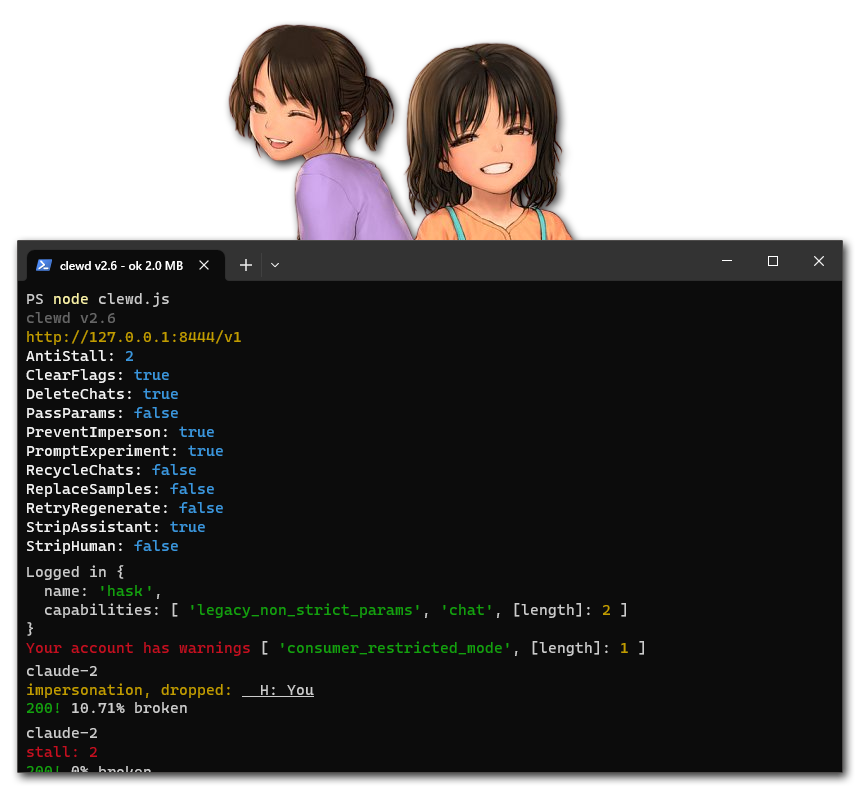 clewd v2.6 - ok 2.0 MB
PS node clewd.js
clewd v2.6
http://127.0.0.1:8444/v1
AntiStall: 2
ClearFlags: true
DeleteChats: true
PassParams: false
PreventImperson: true
PromptExperiment: true
RecycleChats: false
ReplaceSamples: false
RetryRegenerate: false
StripAssistant: true
StripHuman: false
Logged in {
  name: 'hask',
  capabilities: [ 'legacy_non_strict_params', 'chat', [length]: 2 ]
}
Your account has warnings [ 'consumer_restricted_mode', [length]: 1 ]
claude-2
impersonation, dropped:   H: You
200! 10.71% broken
claude-2
stall: 2
200! 0% broken